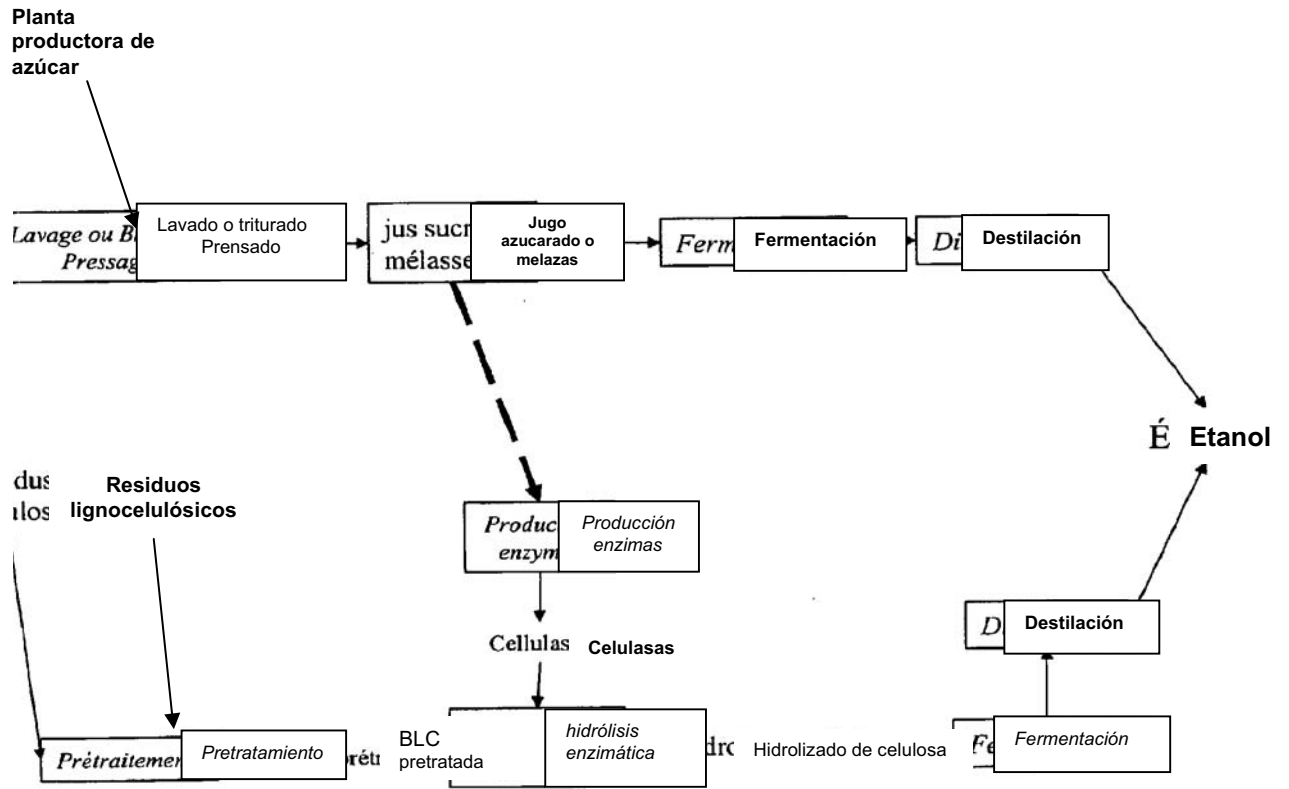 Planta
productora de
azúcar
Lavage ou B
Pressag
Lavado o triturado
Prensado
jus sucr
mélasse
Jugo
azucarado o
melazas
Ferm
Fermentación
Di
Destilación
É Etanol
dus
Residuos
lignocelulósicos
Produc
enzym
Producción
enzimas
Cellulas
Celulasas
D
Destilación
Prétraitemen
Pretratamiento
rétr
BLC
pretratada
hidrólisis
enzimática
dro
Hidrolizado de celulosa
Fe
Fermentación